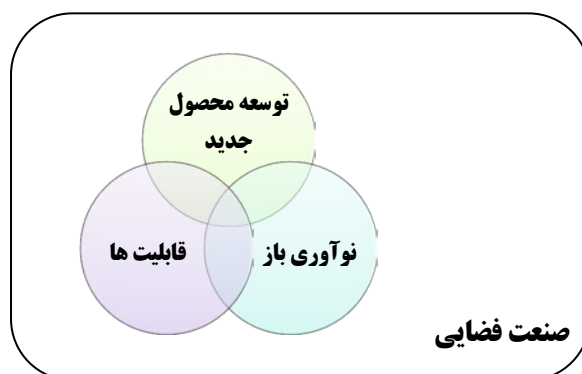 توسعه محصول
جدید
نوآوری باز
قابلیت ها
صنعت فضایی